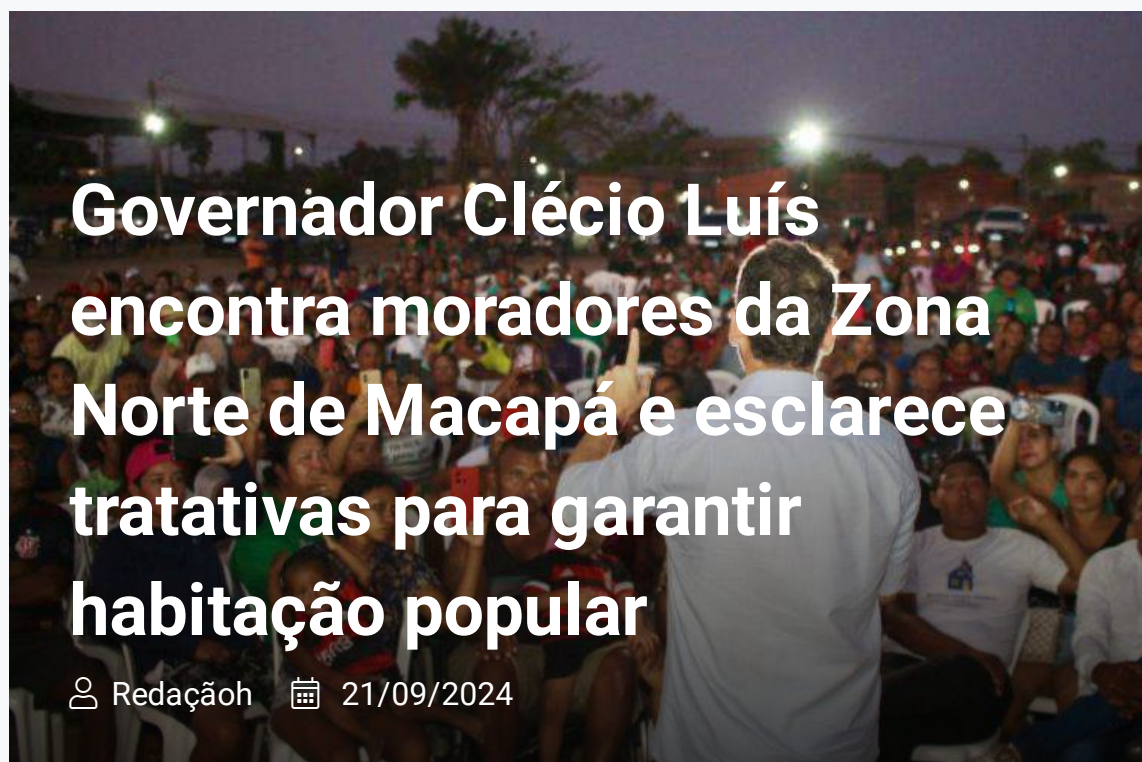 Governador Clécio Luís
encontra moradores da Zona
Norte de Macapá e esclarece
tratativas para garantir
habitação popular
Redaçãoh 21/09/2024